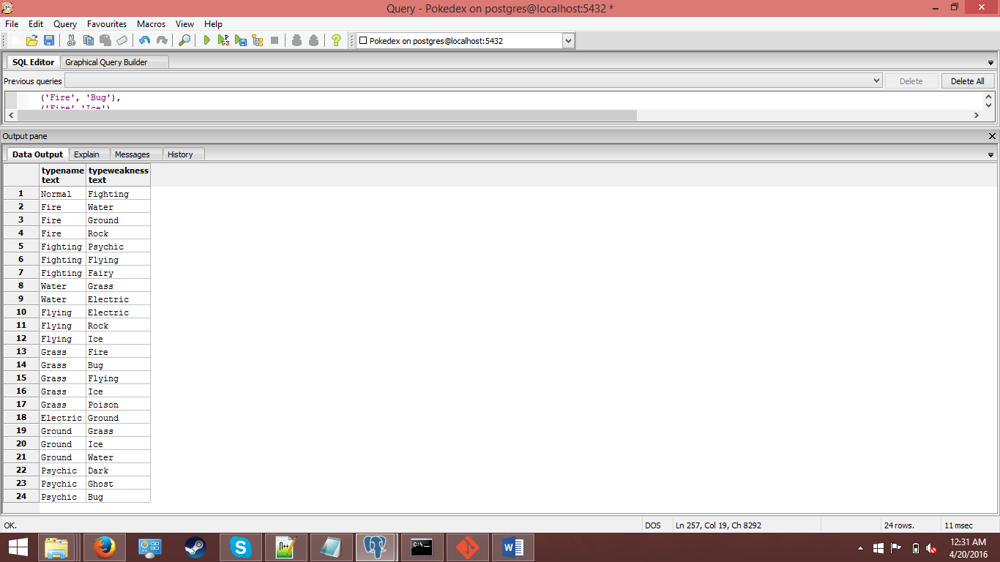 Query - Pokedex on postgres@localhost:5432 *
File Edit Query Favourites Macros View Help
Pokedex on postgres@localhost:5432
SQL Editor Graphical Query Builder
Previous queries Delete Delete All
('Fire', 'Bug'),
('Fire','Ice')
Output pane
Data Output Explain Messages History
typename typeweakness
text text
1 Normal Fighting
2 Fire Water
3 Fire Ground
4 Fire Rock
5 Fighting Psychic
6 Fighting Flying
7 Fighting Fairy
8 Water Grass
9 Water Electric
10 Flying Electric
11 Flying Rock
12 Flying Ice
13 Grass Fire
14 Grass Bug
15 Grass Flying
16 Grass Ice
17 Grass Poison
18 Electric Ground
19 Ground Grass
20 Ground Ice
21 Ground Water
22 Psychic Dark
23 Psychic Ghost
24 Psychic Bug
OK. DOS Ln 257, Col 19, Ch 8292 24 rows. 11 msec
12:31 AM
4/20/2016